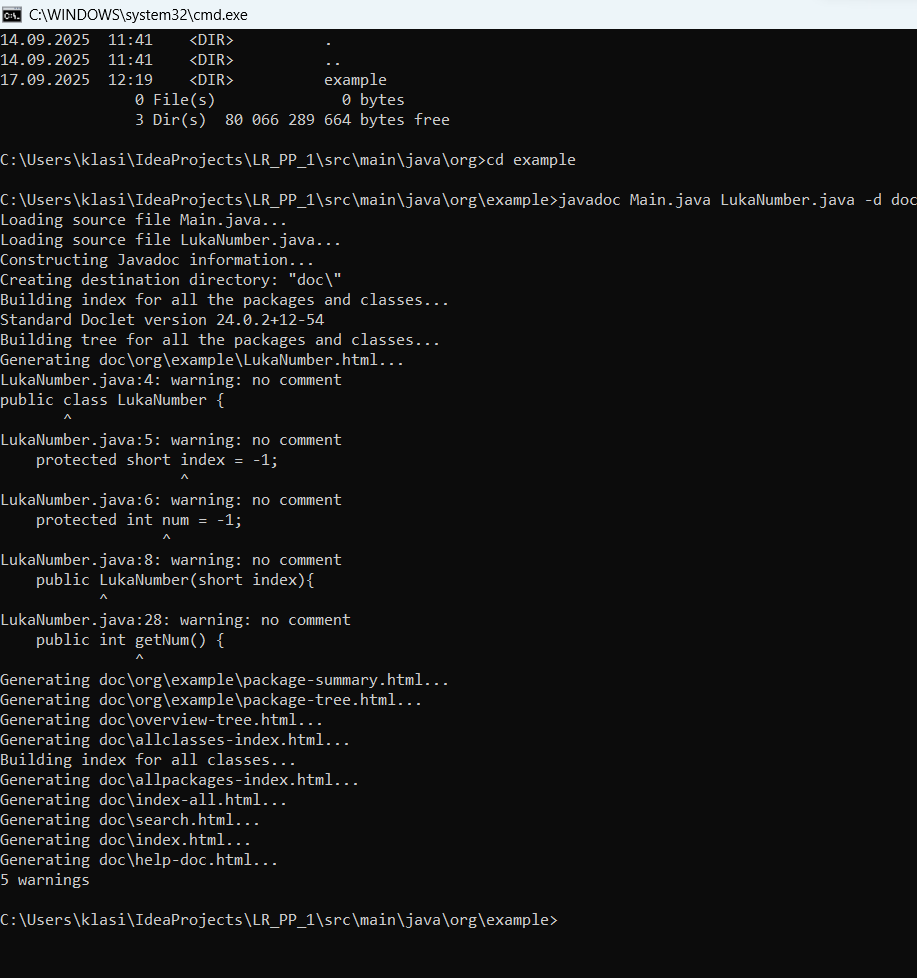 C:\WINDOWS\system32\cmd.exe
14.09.2025  11:41    <DIR>          .
14.09.2025  11:41    <DIR>          ..
17.09.2025  12:19    <DIR>          example
               0 File(s)              0 bytes
               3 Dir(s)  80 066 289 664 bytes free
C:\Users\klasi\IdeaProjects\LR_PP_1\src\main\java\org>cd example
C:\Users\klasi\IdeaProjects\LR_PP_1\src\main\java\org\example>javadoc Main.java LukaNumber.java -d doc
Loading source file Main.java...
Loading source file LukaNumber.java...
Constructing Javadoc information...
Creating destination directory: "doc\"
Building index for all the packages and classes...
Standard Doclet version 24.0.2+12-54
Building tree for all the packages and classes...
Generating doc\org\example\LukaNumber.html...
LukaNumber.java:4: warning: no comment
public class LukaNumber {
       ^
LukaNumber.java:5: warning: no comment
    protected short index = -1;
                    ^
LukaNumber.java:6: warning: no comment
    protected int num = -1;
                  ^
LukaNumber.java:8: warning: no comment
    public LukaNumber(short index){
           ^
LukaNumber.java:28: warning: no comment
    public int getNum() {
               ^
Generating doc\org\example\package-summary.html...
Generating doc\org\example\package-tree.html...
Generating doc\overview-tree.html...
Generating doc\allclasses-index.html...
Building index for all classes...
Generating doc\allpackages-index.html...
Generating doc\index-all.html...
Generating doc\search.html...
Generating doc\index.html...
Generating doc\help-doc.html...
5 warnings
C:\Users\klasi\IdeaProjects\LR_PP_1\src\main\java\org\example>